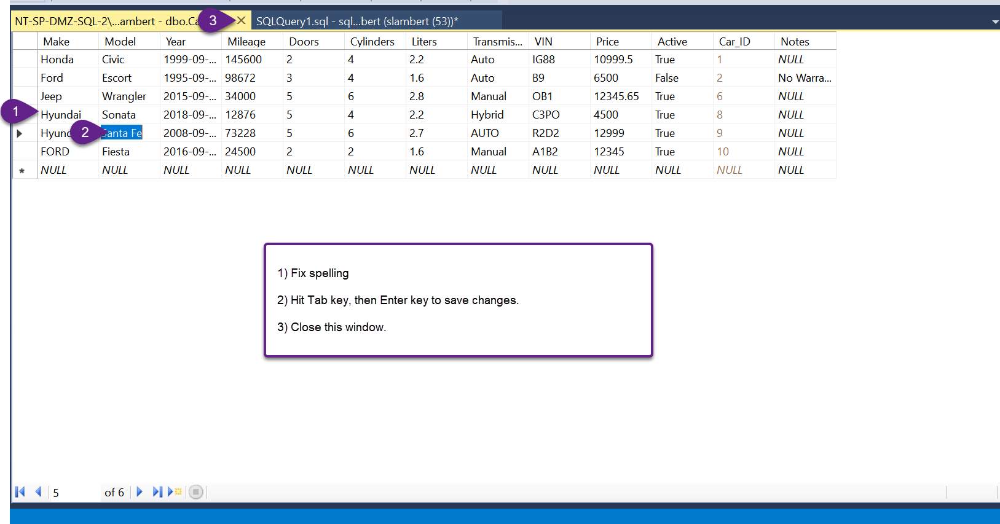 NT-SP-DMZ-SQL-2\...ambert - dbo.Ca 3 SQLQuery1.sql - sql...bert (slambert (53))*
Make Model Year Mileage Doors Cylinders Liters Transmis... VIN Price Active Car_ID Notes
Honda Civic 1999-09-... 145600 2 4 2.2 Auto IG88 10999.5 True 1 NULL
Ford Escort 1995-09-... 98672 3 4 1.6 Auto B9 6500 False 2 No Warra...
Jeep Wrangler 2015-09-... 34000 5 6 2.8 Manual OB1 12345.65 True 6 NULL
1 Hyundai Sonata 2018-09-... 12876 5 4 2.2 Hybrid C3PO 4500 True 8 NULL
Hyund 2 Santa Fe 2008-09-... 73228 5 6 2.7 AUTO R2D2 12999 True 9 NULL
FORD Fiesta 2016-09-... 24500 2 2 1.6 Manual A1B2 12345 True 10 NULL
* NULL NULL NULL NULL NULL NULL NULL NULL NULL NULL NULL NULL NULL
1) Fix spelling
2) Hit Tab key, then Enter key to save changes.
3) Close this window.
5 of 6